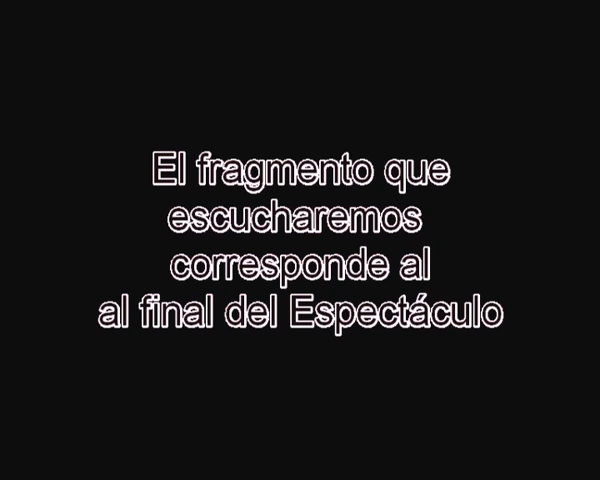 El fragmento que
escucharemos
corresponde al
al final del Espectáculo